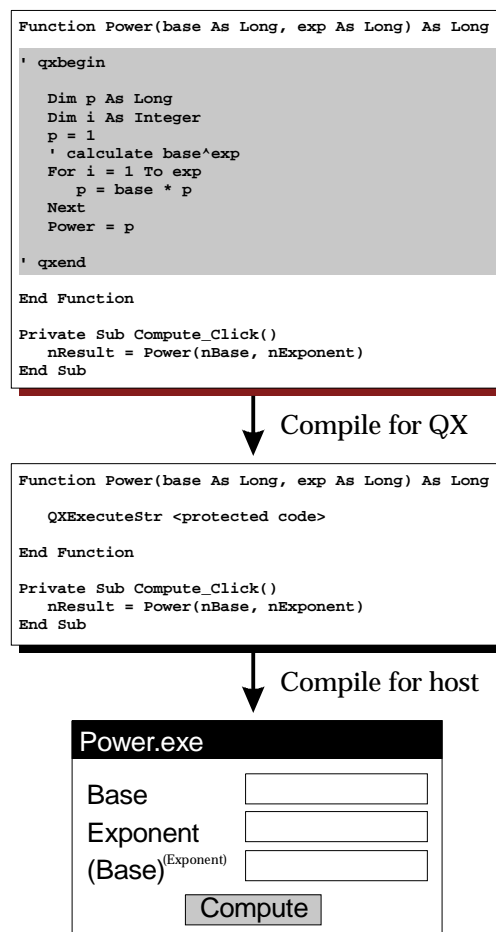 Function Power(base As Long, exp As Long) As Long
' qxbegin
Dim p As Long
Dim i As Integer
p = 1
' calculate base^exp
For i = 1 To exp
p = base * p
Next
Power = p
' qxend
End Function
Private Sub Compute_Click()
nResult = Power(nBase, nExponent)
End Sub
Compile for QX
Function Power(base As Long, exp As Long) As Long
QXExecuteStr <protected code>
End Function
Private Sub Compute_Click()
nResult = Power(nBase, nExponent)
End Sub
Compile for host
Power.exe
Base
Exponent
(Base)(Exponent)
Compute